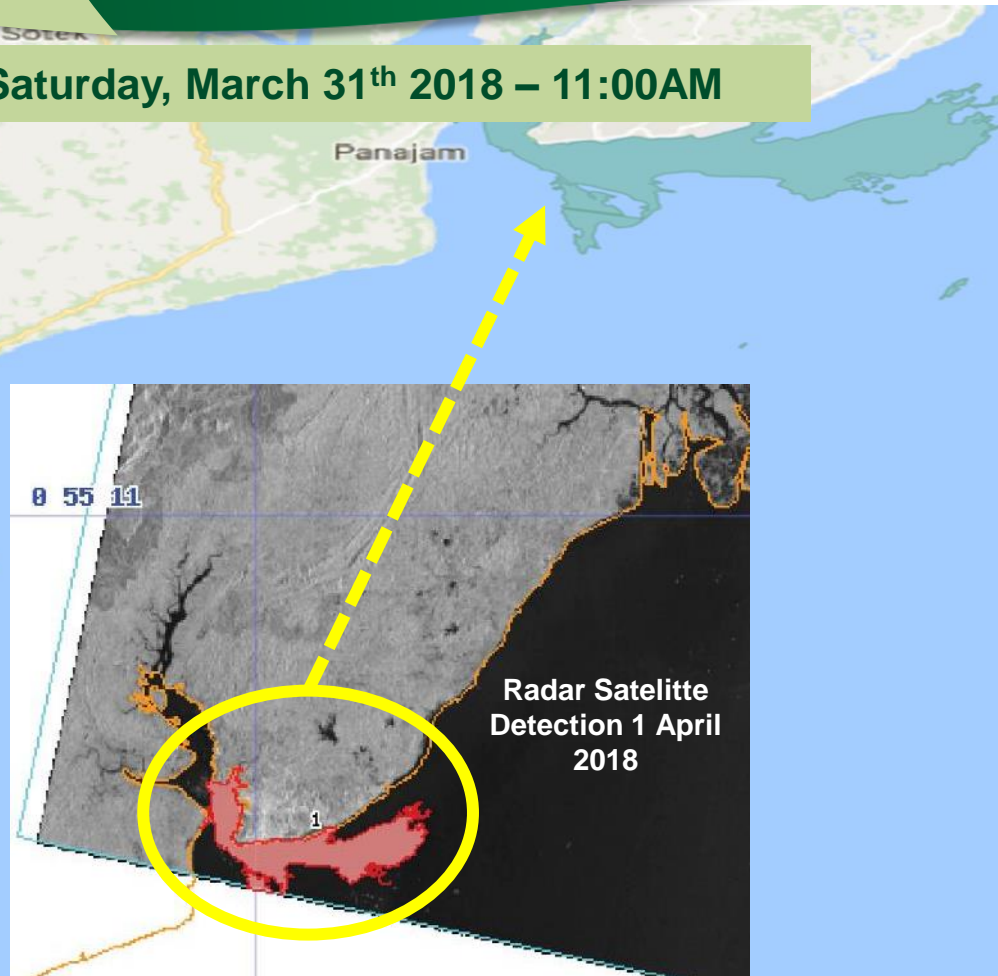 Sotek
Saturday, March 31th 2018 – 11:00AM
Panajam
0 55 11
Radar Satelitte
Detection 1 April
2018
1